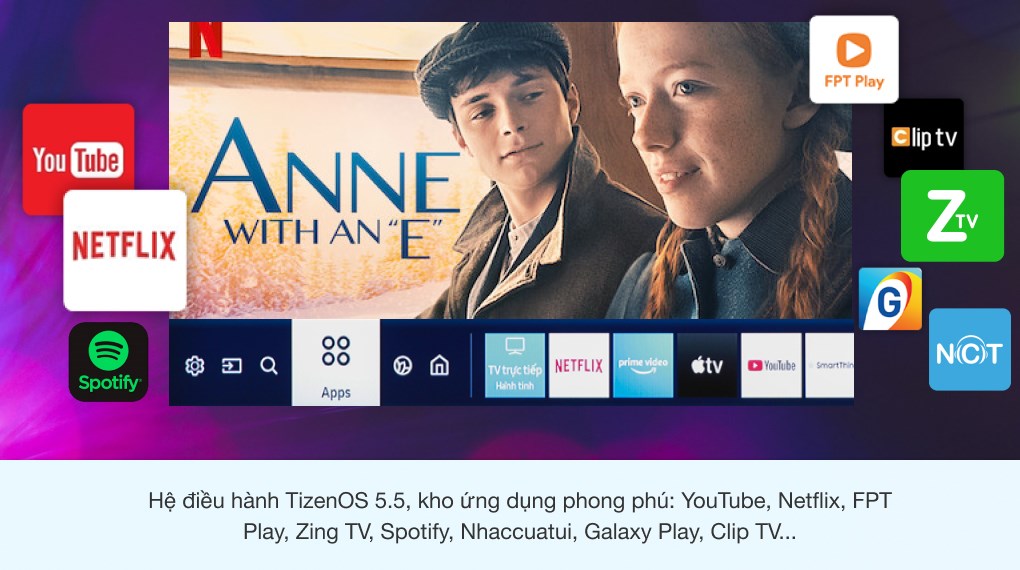 N
FPT Play
YouTube
Clip tv
ANNE
WITH AN "E"
Z TV
NETFLIX
G
NCT
Spotify
Apps
TV trực tiếp
Hành tinh
NETFLIX
prime video
tv
YouTube
SmartThin
Hệ điều hành TizenOS 5.5, kho ứng dụng phong phú: YouTube, Netflix, FPT
Play, Zing TV, Spotify, Nhaccuatui, Galaxy Play, Clip TV...